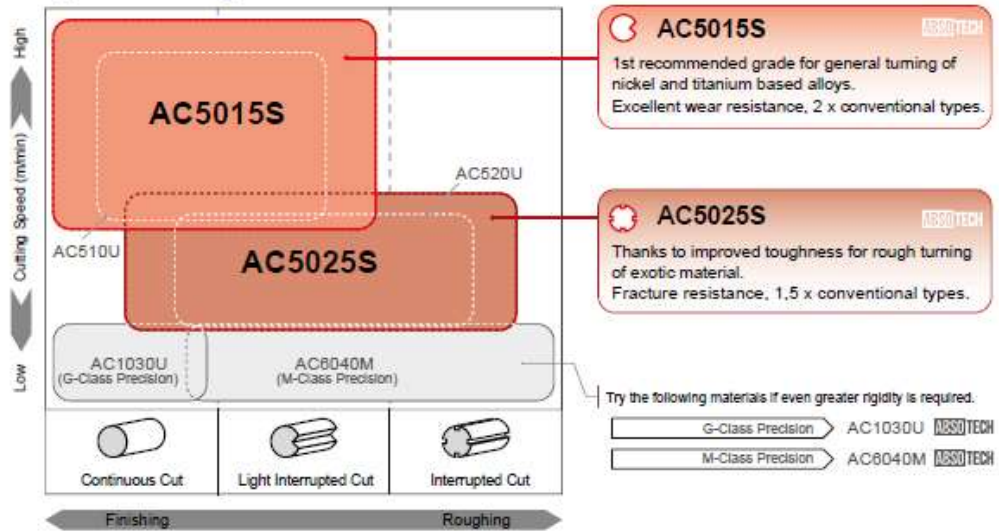 High
Cutting Speed (m/min)
Low
AC5015S
AC520U
AC510U
AC5025S
AC1030U
(G-Class Precision)
AC6040M
(M-Class Precision)
Continuous Cut
Light Interrupted Cut
Interrupted Cut
Finishing
Roughing
AC5015S
ABSOTECH
1st recommended grade for general turning of
nickel and titanium based alloys.
Excellent wear resistance, 2 x conventional types.
AC5025S
ABSOTECH
Thanks to improved toughness for rough turning
of exotic material.
Fracture resistance, 1,5 x conventional types.
Try the following materials if even greater rigidity is required.
G-Class Precision AC1030U ABSOTECH
M-Class Precision AC6040M ABSOTECH